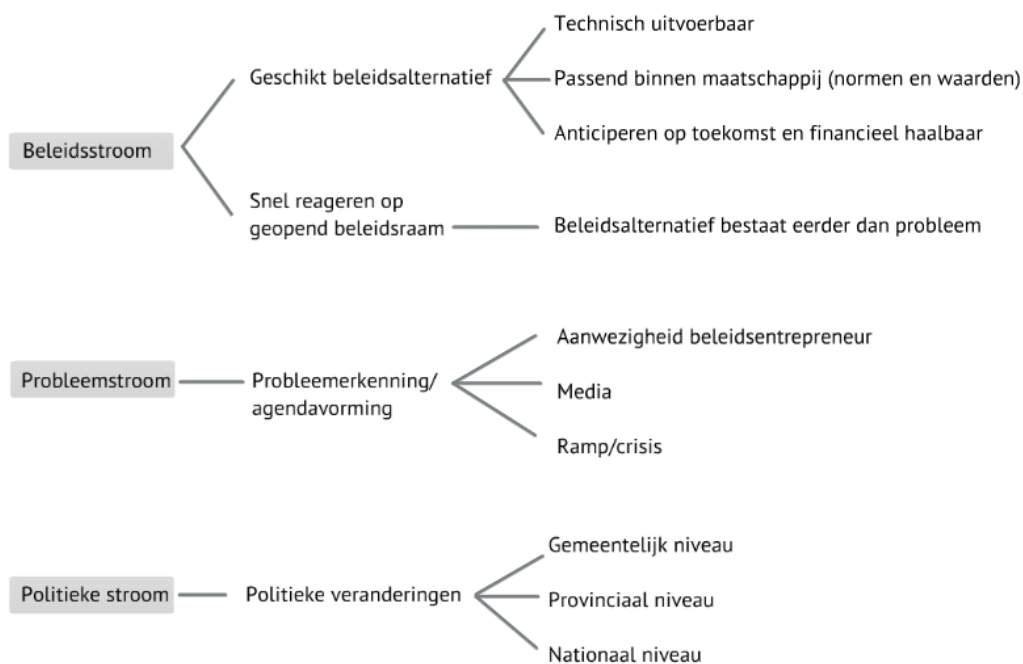 Technisch uitvoerbaar
Geschikt beleidsalternatief
Passend binnen maatschappij (normen en waarden)
Anticiperen op toekomst en financieel haalbaar
Beleidsstroom
Snel reageren op
geopend beleidsraam
Beleidsalternatief bestaat eerder dan probleem
Aanwezigheid beleidsentrepreneur
Probleemstroom
Probleemerkenning/
agendavorming
Media
Ramp/crisis
Gemeentelijk niveau
Politieke stroom
Politieke veranderingen
Provinciaal niveau
Nationaal niveau